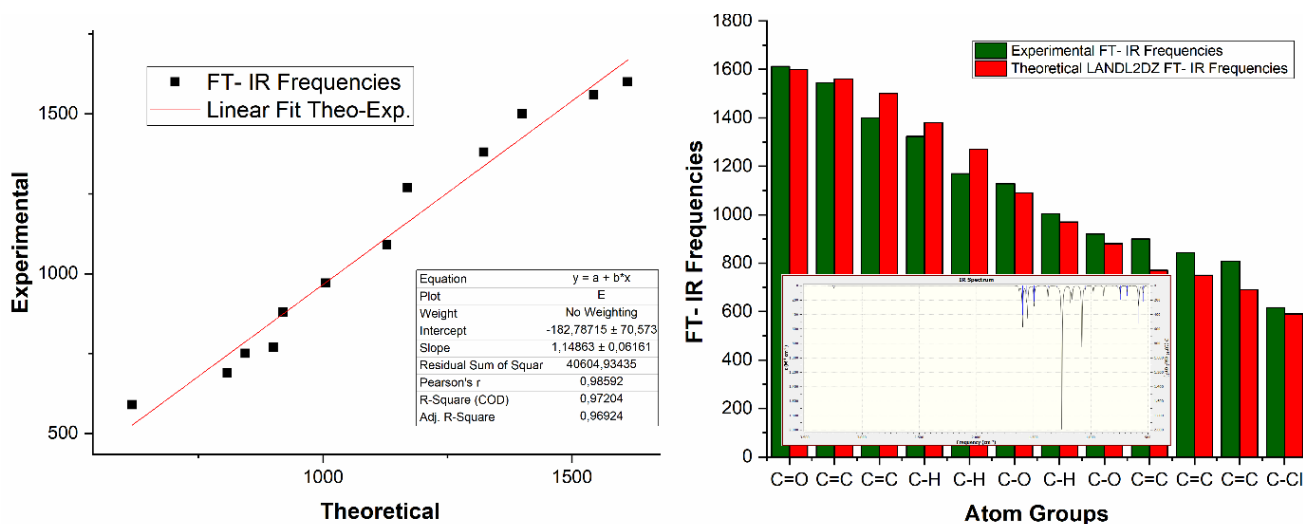 FT- IR Frequencies
Linear Fit Theo-Exp.
Experimental
1500
1000
500
Equation y = a + b*x
Plot E
Weight No Weighting
Intercept -182,78715 ± 70,573
Slope 1,14863 ± 0,06161
Residual Sum of Squar 40604,93435
Pearson's r 0,98592
R-Square (COD) 0,97204
Adj. R-Square 0,96924
1000 1500
Theoretical
Experimental FT- IR Frequencies
Theoretical LANDL2DZ FT- IR Frequencies
FT- IR Frequencies
1800
1600
1400
1200
1000
800
600
400
200
0
IR Spectrum
Frequency (cm⁻¹)
C=O C=C C=C C-H C-H C-O C-H C-O C=C C=C C=C C-Cl
Atom Groups